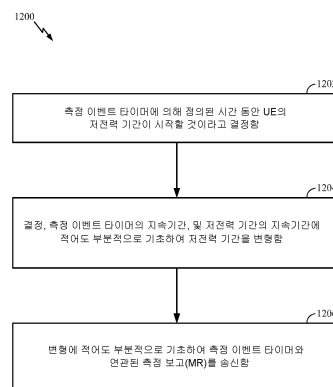 1200
1202
측정 이벤트 타이머에 의해 정의된 시간 동안 UE의
저전력 기간이 시작할 것이라고 결정함
1204
결정, 측정 이벤트 타이머의 지속기간, 및 저전력 기간의 지속기간에
적어도 부분적으로 기초하여 저전력 기간을 변형함
1206
변형에 적어도 부분적으로 기초하여 측정 이벤트 타이머와
연관된 측정 보고(MR)를 송신함